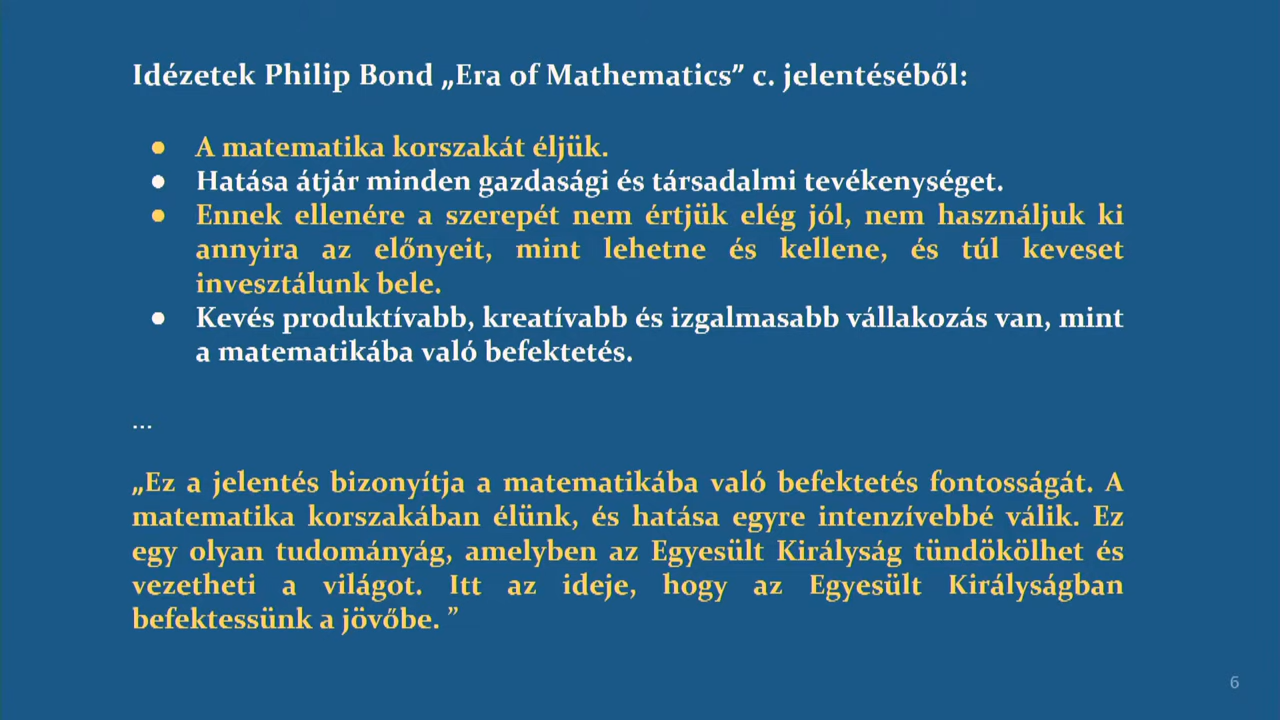 Idézetek Philip Bond „Era of Mathematics” c. jelentéséből:
● A matematika korszakát éljük.
● Hatása átjár minden gazdasági és társadalmi tevékenységet.
● Ennek ellenére a szerepét nem értjük elég jól, nem használjuk ki
annyira az előnyeit, mint lehetne és kellene, és túl keveset
invesztálunk bele.
● Kevés produktívabb, kreatívabb és izgalmasabb vállakozás van, mint
a matematikába való befektetés.
...
„Ez a jelentés bizonyítja a matematikába való befektetés fontosságát. A
matematika korszakában élünk, és hatása egyre intenzívebbé válik. Ez
egy olyan tudományág, amelyben az Egyesült Királyság tündökölhet és
vezetheti a világot. Itt az ideje, hogy az Egyesült Királyságban
befektessünk a jövőbe. ”
6